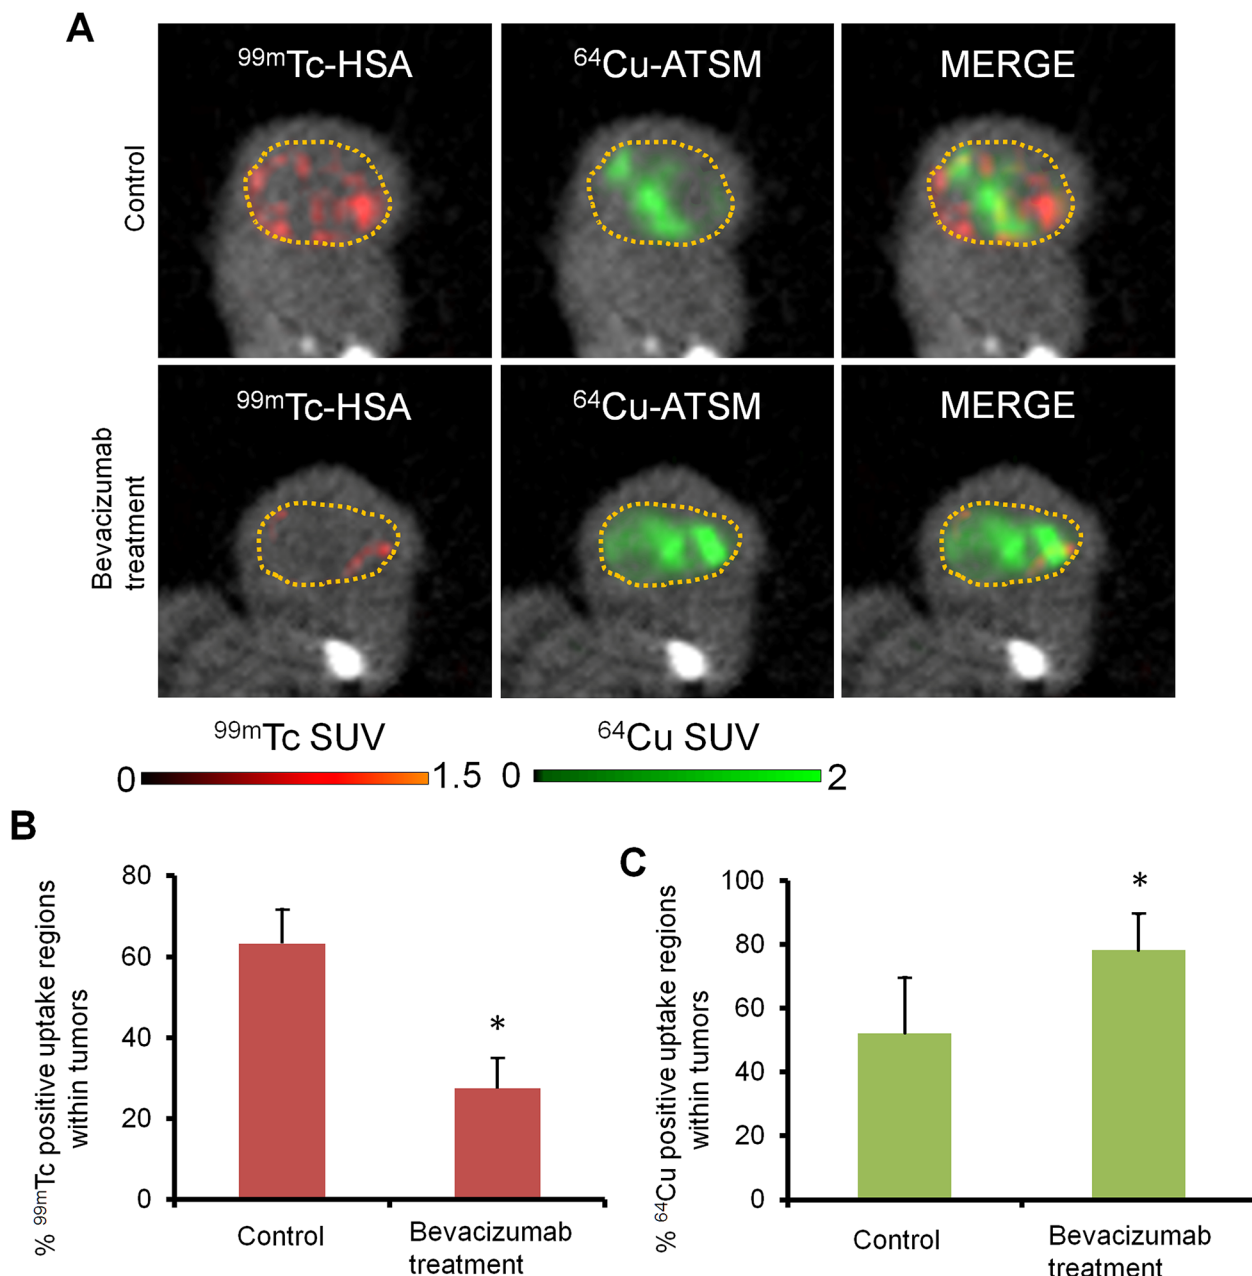 A
⁹⁹ᵐTc-HSA
⁶⁴Cu-ATSM
MERGE
Control
⁹⁹ᵐTc-HSA
⁶⁴Cu-ATSM
MERGE
Bevacizumab
treatment
⁹⁹ᵐTc SUV
⁶⁴Cu SUV
0
1.5
0
2
B
% ⁹⁹ᵐTc positive uptake regions
within tumors
80
60
40
20
0
*
Control
Bevacizumab
treatment
C
% ⁶⁴Cu positive uptake regions
within tumors
100
80
60
40
20
0
*
Control
Bevacizumab
treatment